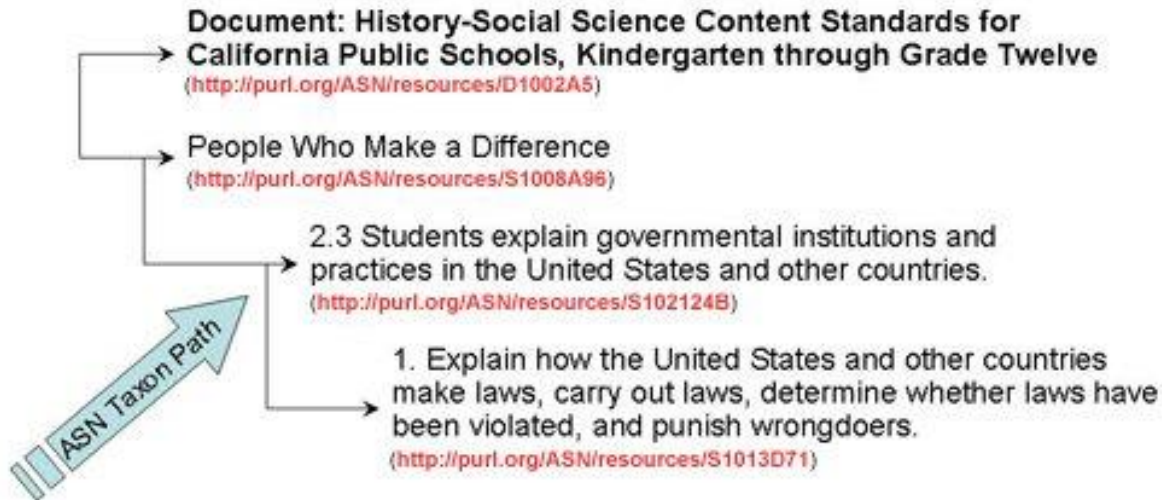 Document: History-Social Science Content Standards for
California Public Schools, Kindergarten through Grade Twelve
(http://purl.org/ASN/resources/D1002A5)
People Who Make a Difference
(http://purl.org/ASN/resources/S1008A96)
2.3 Students explain governmental institutions and
practices in the United States and other countries.
(http://purl.org/ASN/resources/S102124B)
ASN Taxon Path
1. Explain how the United States and other countries
make laws, carry out laws, determine whether laws have
been violated, and punish wrongdoers.
(http://purl.org/ASN/resources/S1013D71)